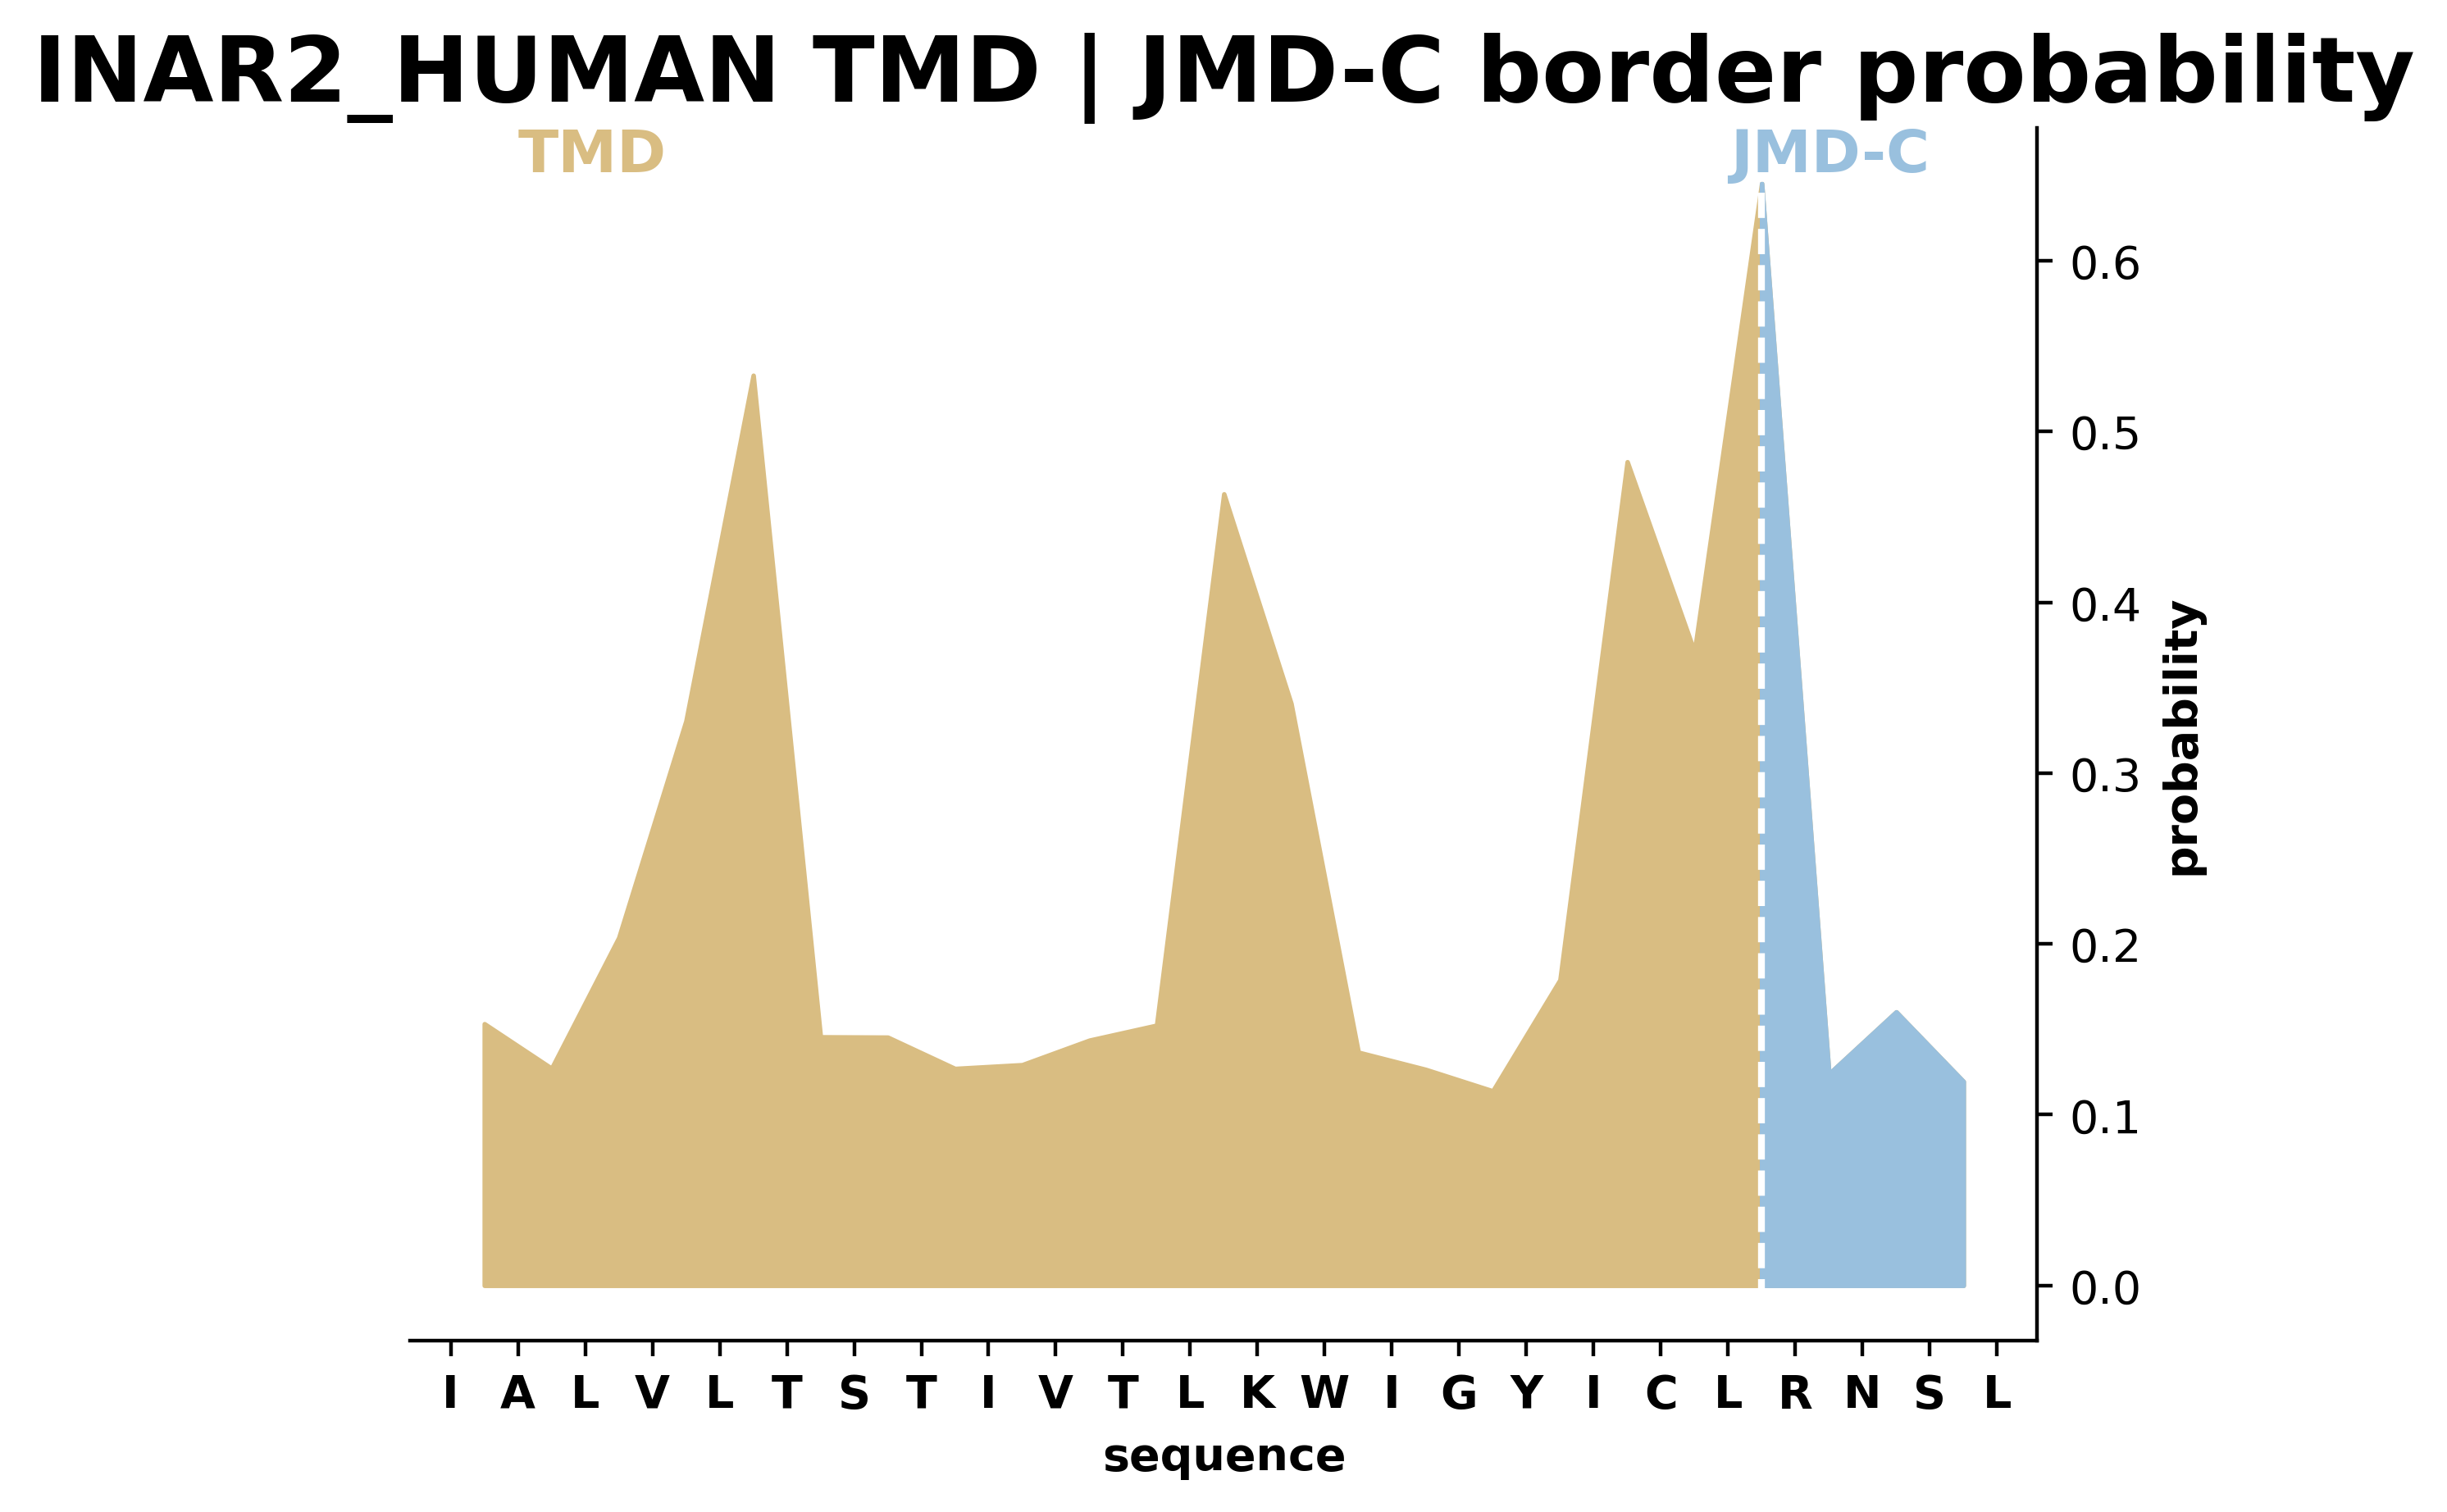 INAR2_HUMAN TMD | JMD-C border probability
TMD JMD-C
0.6
0.5
0.4
0.3
0.2
0.1
0.0
probability
I A L V L T S T I V T L K W I G Y I C L R N S L
sequence